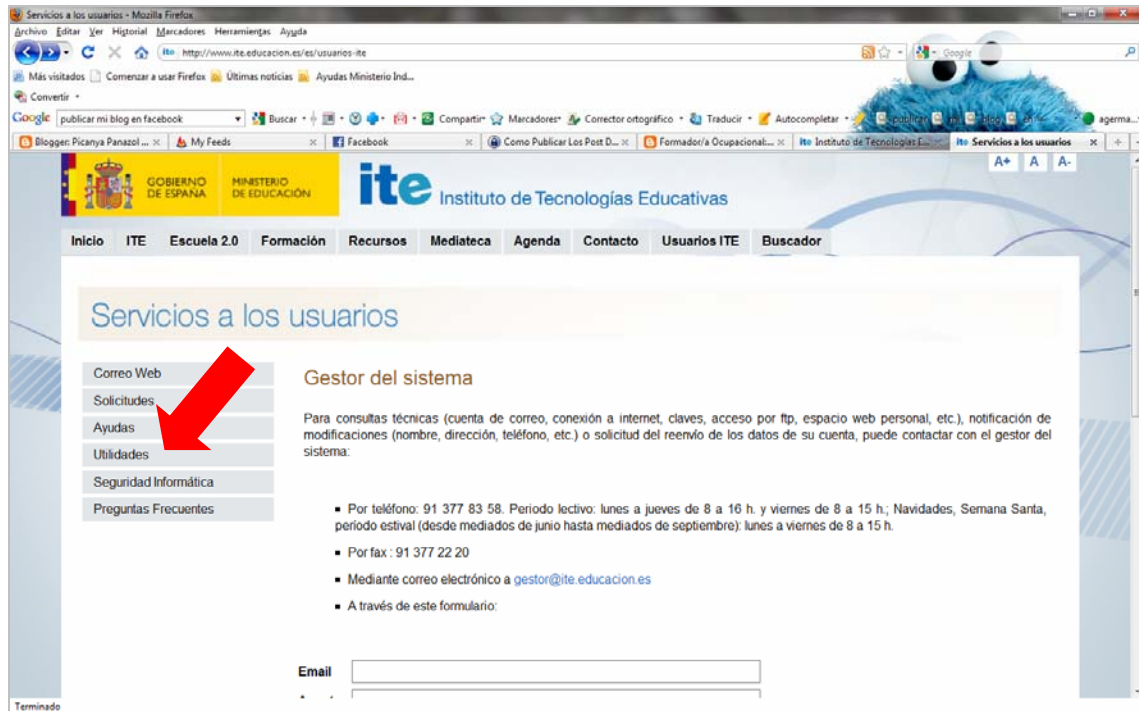 Servicios a los usuarios - Mozilla Firefox
Archivo Editar Ver Historial Marcadores Herramientas Ayuda
ite http://www.ite.educacion.es/es/usuarios-ite Google
Más visitados Comenzar a usar Firefox Últimas noticias Ayudas Ministerio Ind...
Convertir
Google publicar mi blog en facebook Buscar Compartir Marcadores Corrector ortográfico Traducir Autocompletar publicar mi blog en agerma...
Blogger: Picanya Panazol ... My Feeds Facebook Como Publicar Los Post D... Formador/a Ocupacional:... ite Instituto de Tecnologías E... ite Servicios a los usuarios
A+ A A-
GOBIERNO DE ESPAÑA
MINISTERIO DE EDUCACIÓN
ite Instituto de Tecnologías Educativas
Inicio ITE Escuela 2.0 Formación Recursos Mediateca Agenda Contacto Usuarios ITE Buscador
Servicios a los usuarios
Correo Web
Solicitudes
Ayudas
Utilidades
Seguridad Informática
Preguntas Frecuentes
Gestor del sistema
Para consultas técnicas (cuenta de correo, conexión a internet, claves, acceso por ftp, espacio web personal, etc.), notificación de
modificaciones (nombre, dirección, teléfono, etc.) o solicitud del reenvío de los datos de su cuenta, puede contactar con el gestor del
sistema:
▪ Por teléfono: 91 377 83 58. Periodo lectivo: lunes a jueves de 8 a 16 h. y viernes de 8 a 15 h.; Navidades, Semana Santa,
período estival (desde mediados de junio hasta mediados de septiembre): lunes a viernes de 8 a 15 h.
▪ Por fax : 91 377 22 20
▪ Mediante correo electrónico a gestor@ite.educacion.es
▪ A través de este formulario:
Email
Terminado